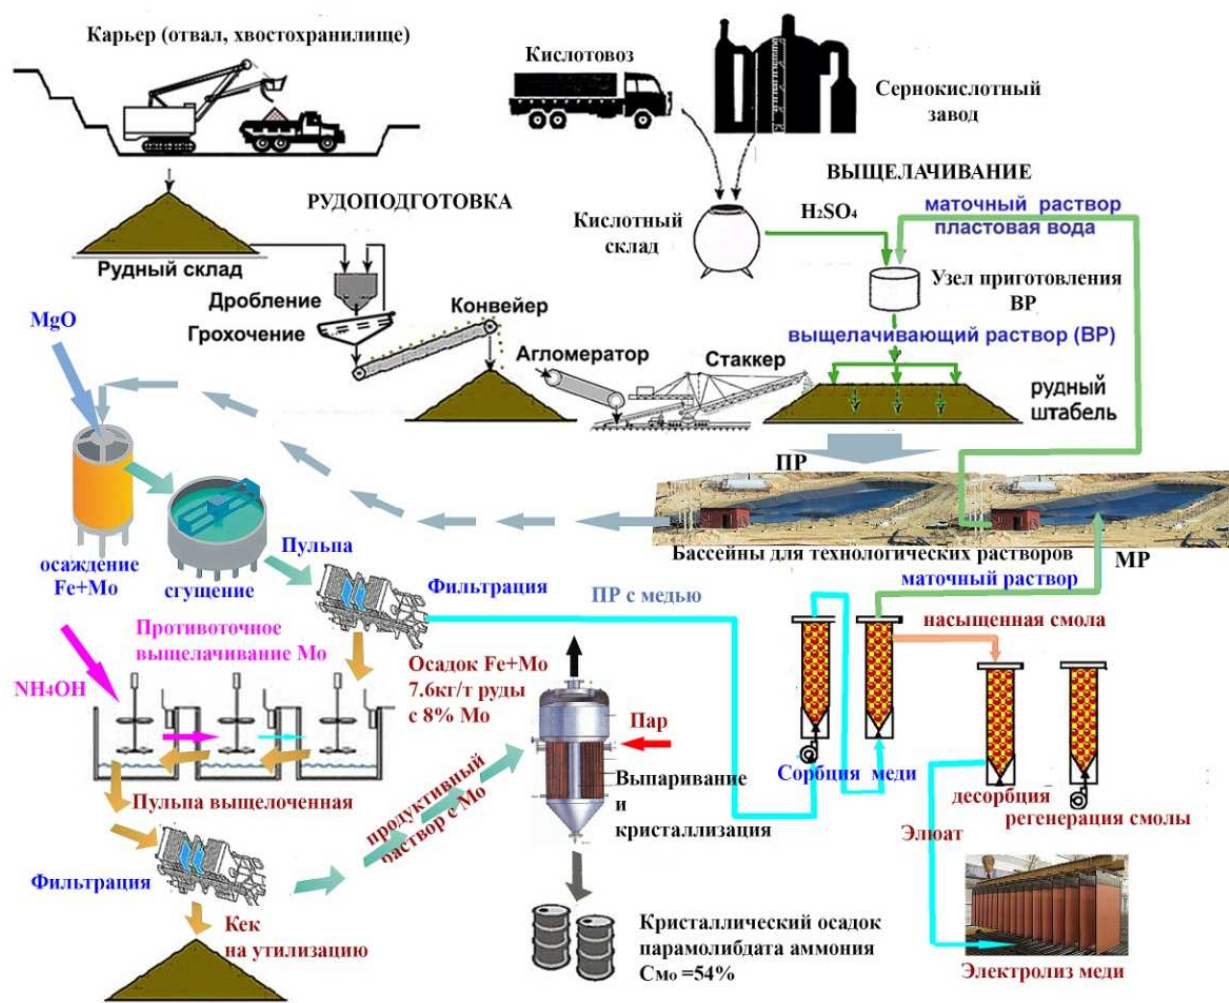 Карьер (отвал, хвостохранилище)
Кислотовоз
Сернокислотный
завод
РУДОПОДГОТОВКА
ВЫЩЕЛАЧИВАНИЕ
Кислотный
склад
H₂SO₄
маточный раствор
пластовая вода
Рудный склад
Дробление
Грохочение
Конвейер
Узел приготовления
ВР
MgO
выщелачивающий раствор (ВР)
Агломератор
Стаккер
рудный
штабель
ПР
Бассейны для технологических растворов
МР
осаждение
Fe+Mo
сгущение
Пульпа
Фильтрация
ПР с медью
маточный раствор
насыщенная смола
Противоточное
выщелачивание Мо
NH4OH
Осадок Fe+Mo
7.6кг/т руды
с 8% Мо
Пар
Выпаривание
и
кристаллизация
Сорбция меди
десорбция
регенерация смолы
Пульпа выщелоченная
продуктивный
раствор с Мо
Элюат
Фильтрация
Кек
на утилизацию
Кристаллический осадок
парамолибдата аммония
Смо =54%
Электролиз меди